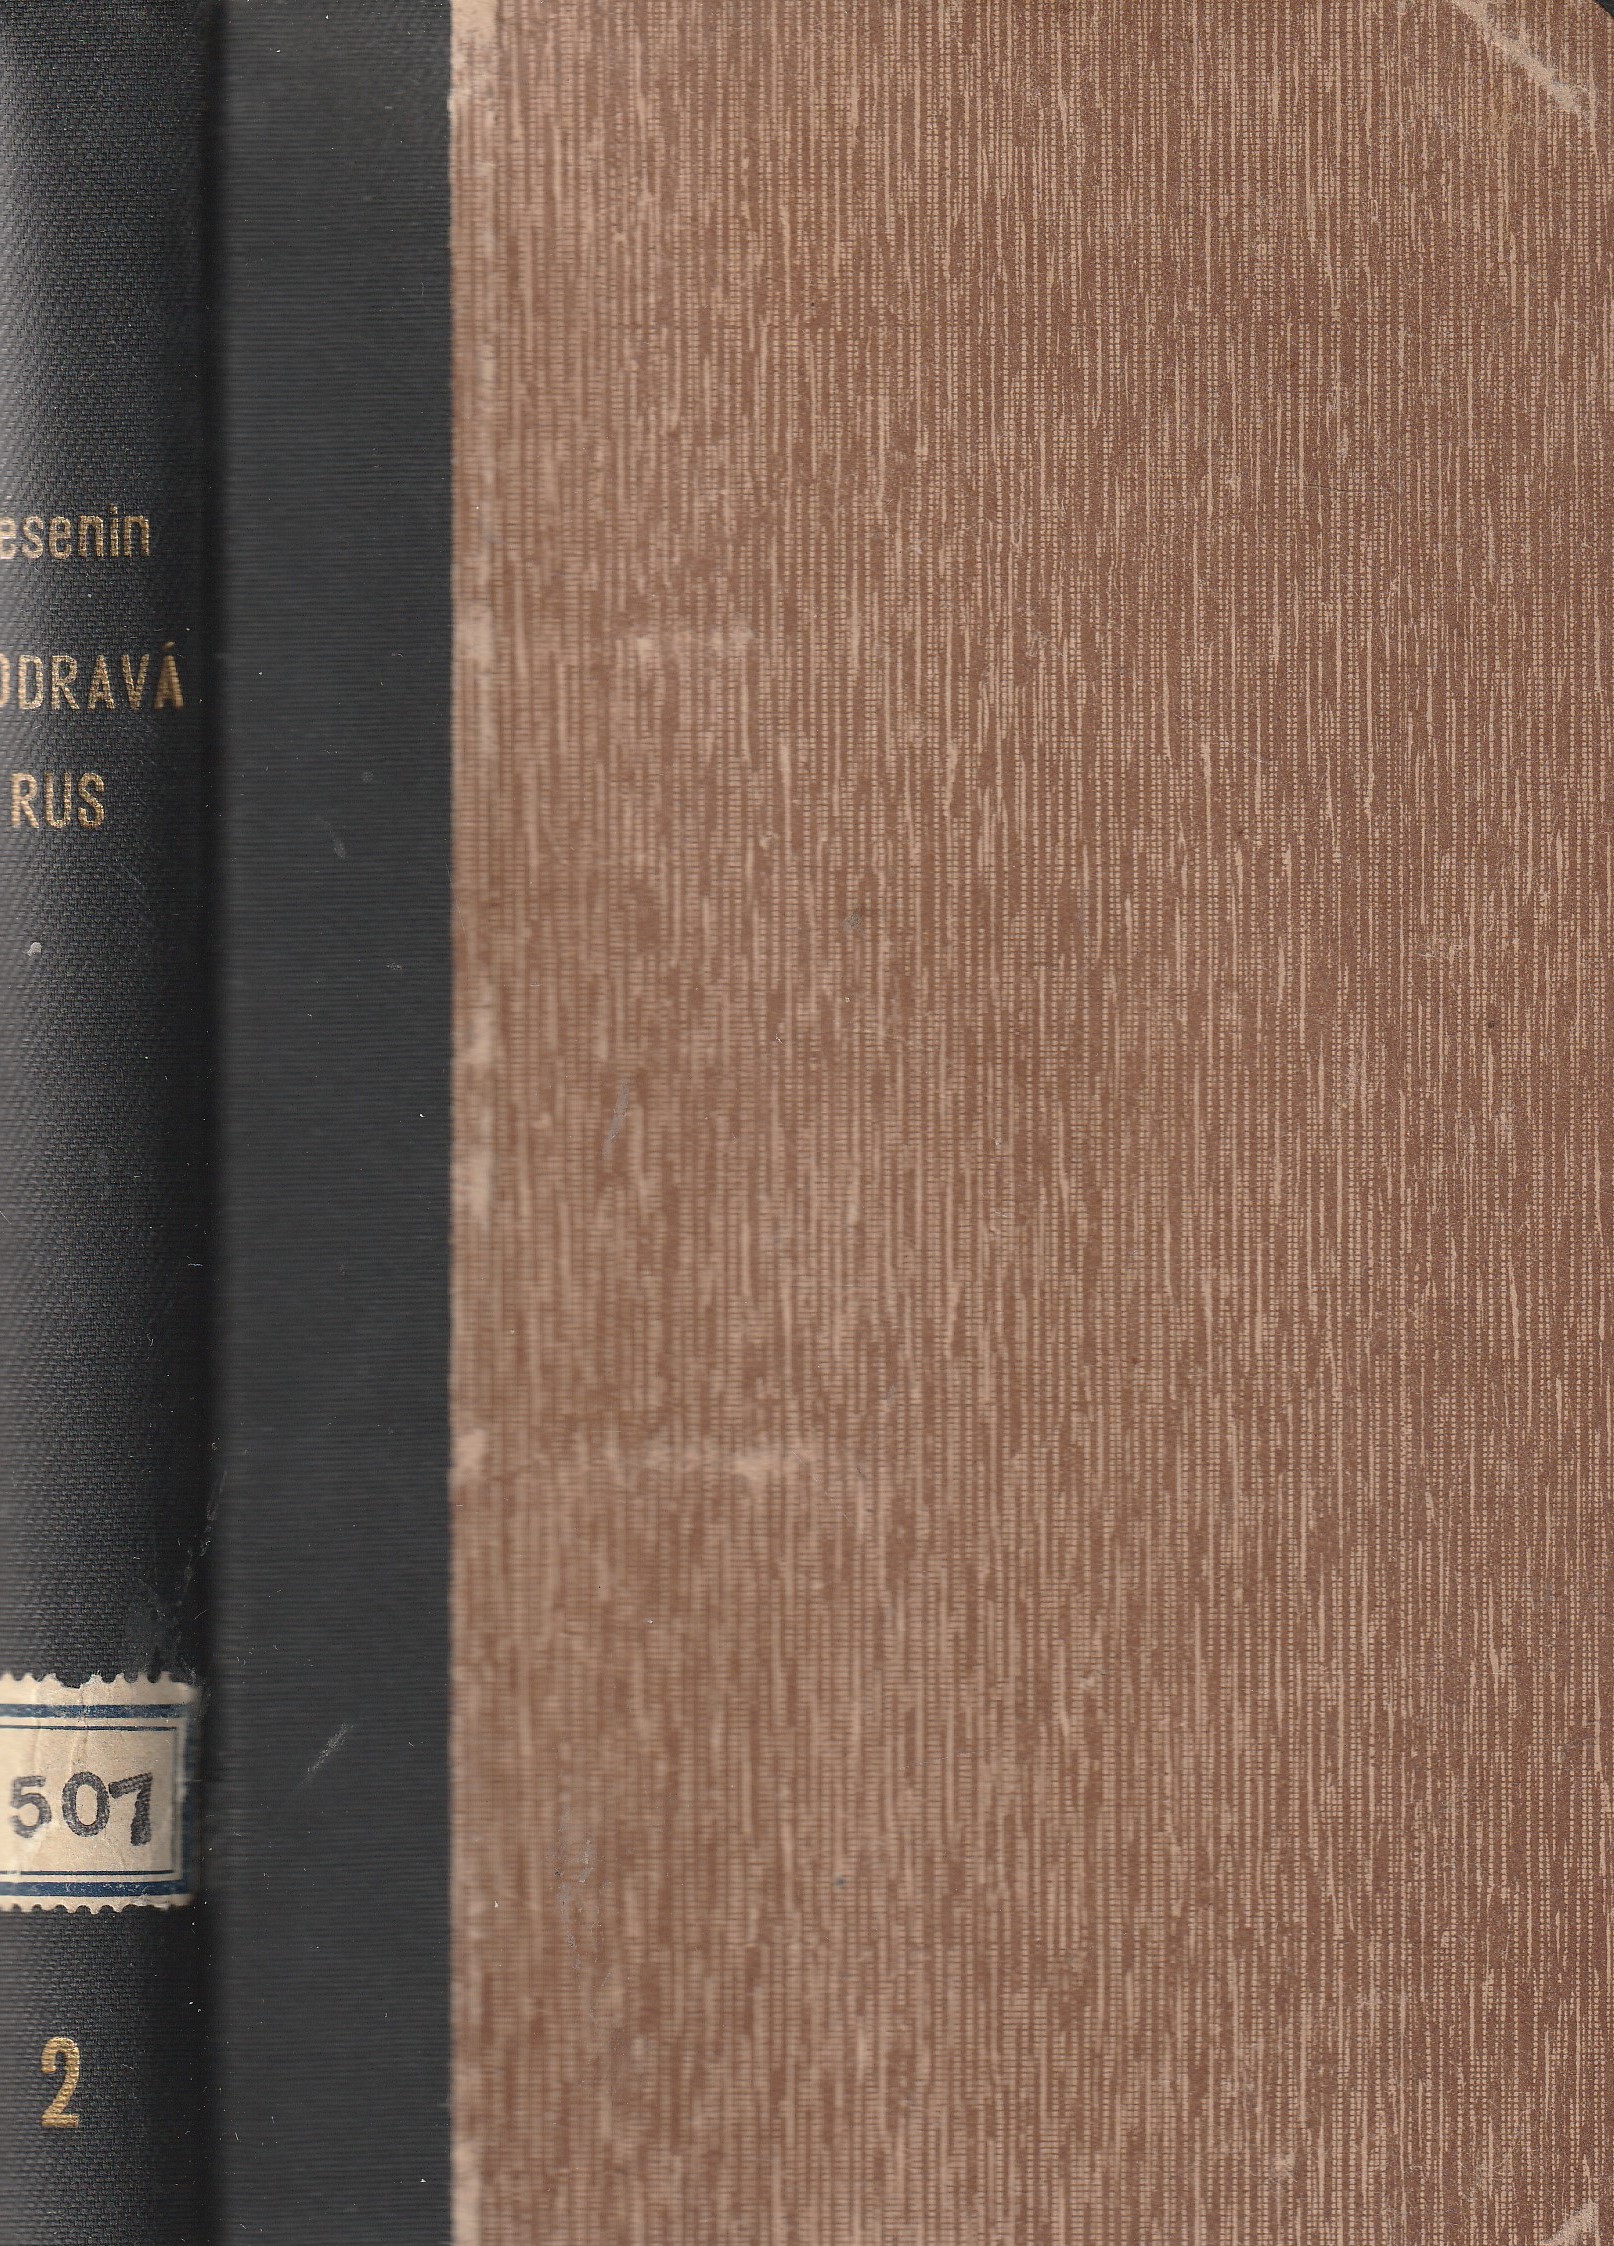 esenin
ODRAVÁ
RUS
507
2